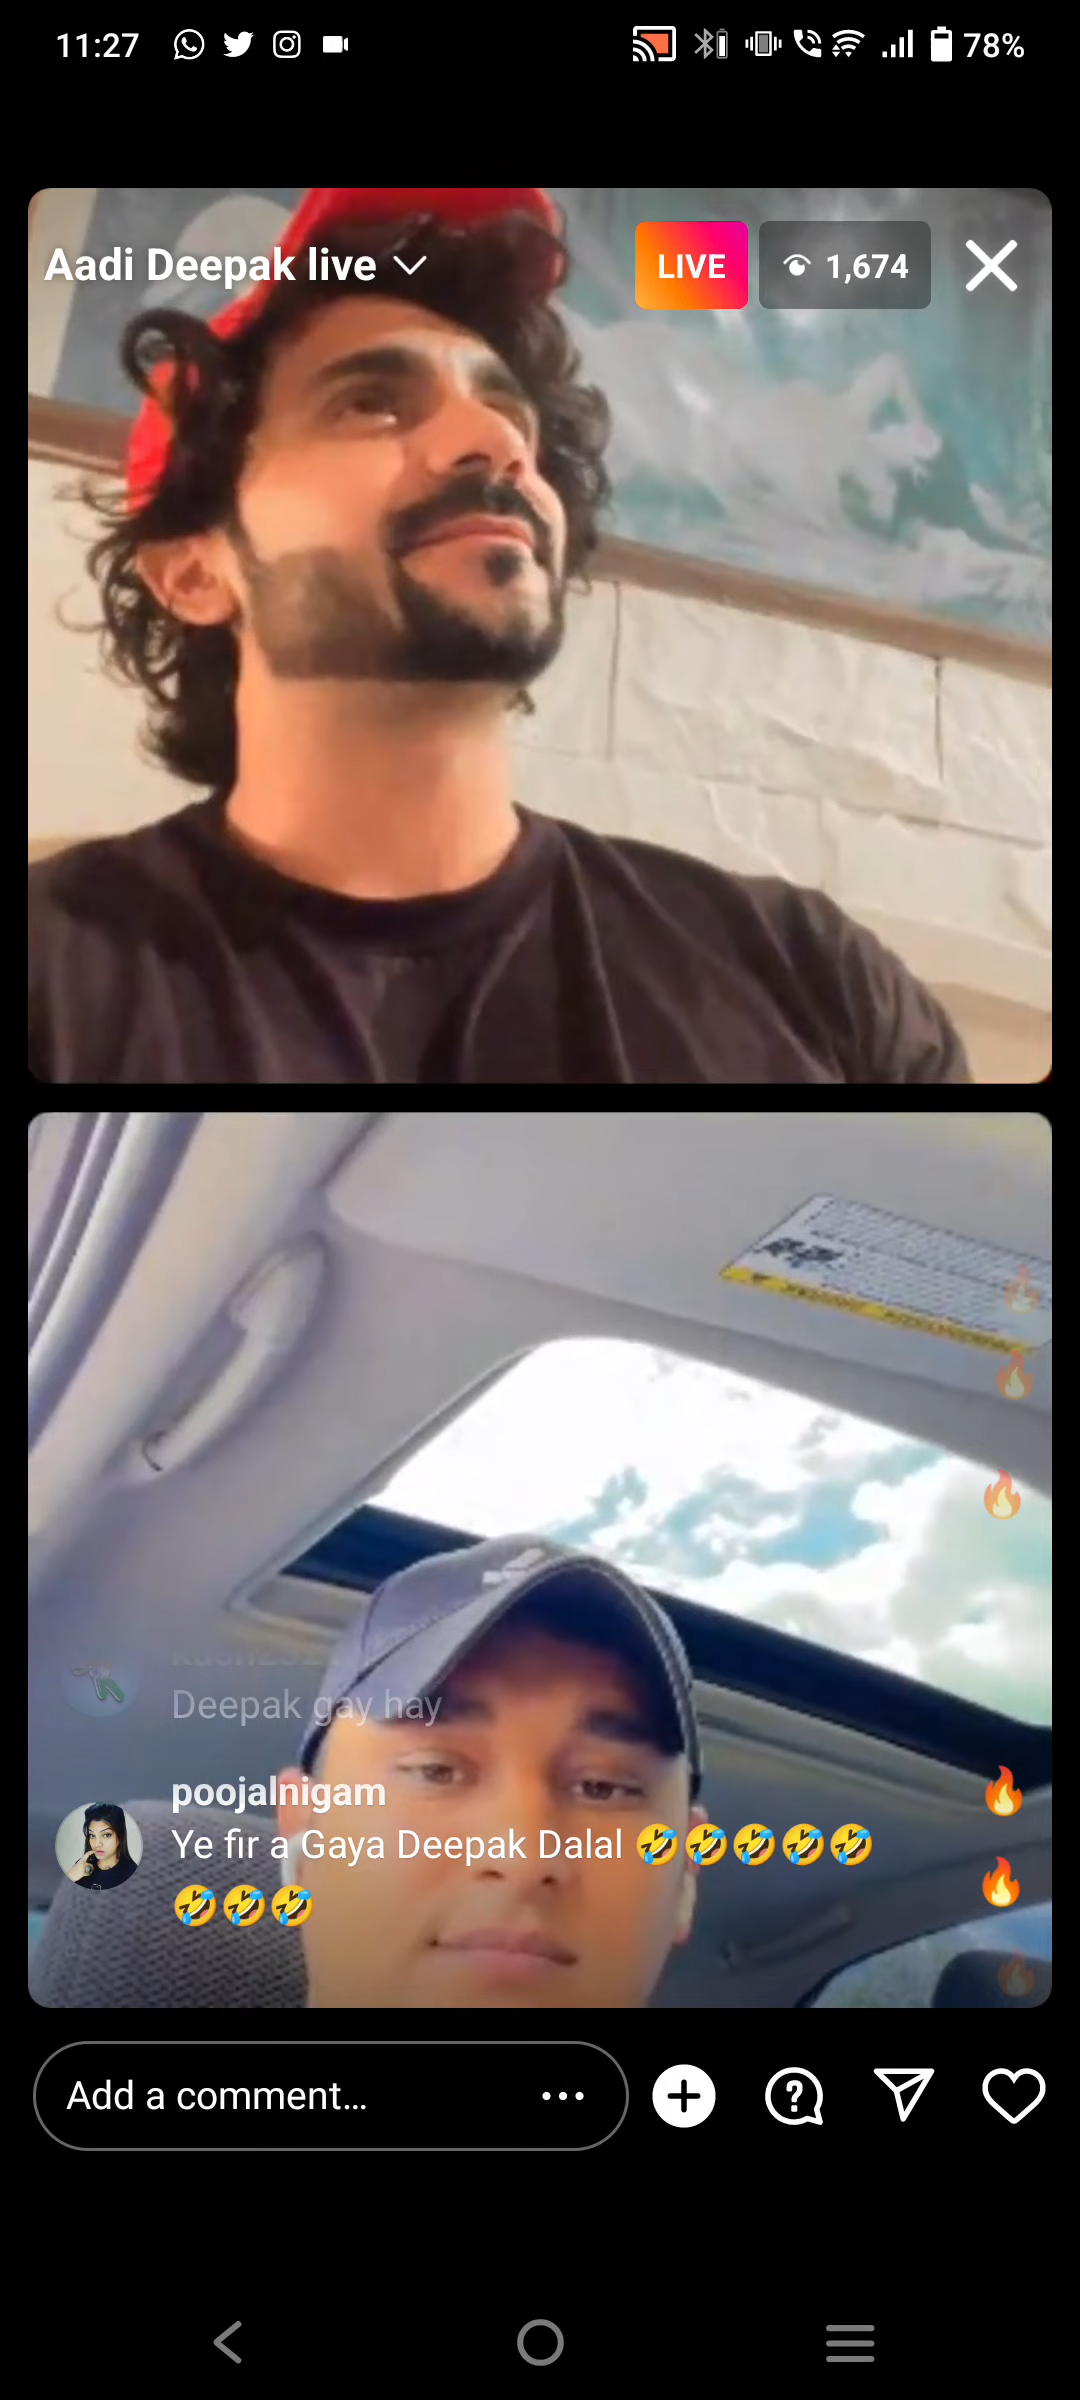 11:27
78%
Aadi Deepak live
LIVE
1,674
Deepak gay hay
poojalnigam
Ye fir a Gaya Deepak Dalal 🤣🤣🤣🤣🤣
🤣🤣🤣
Add a comment...